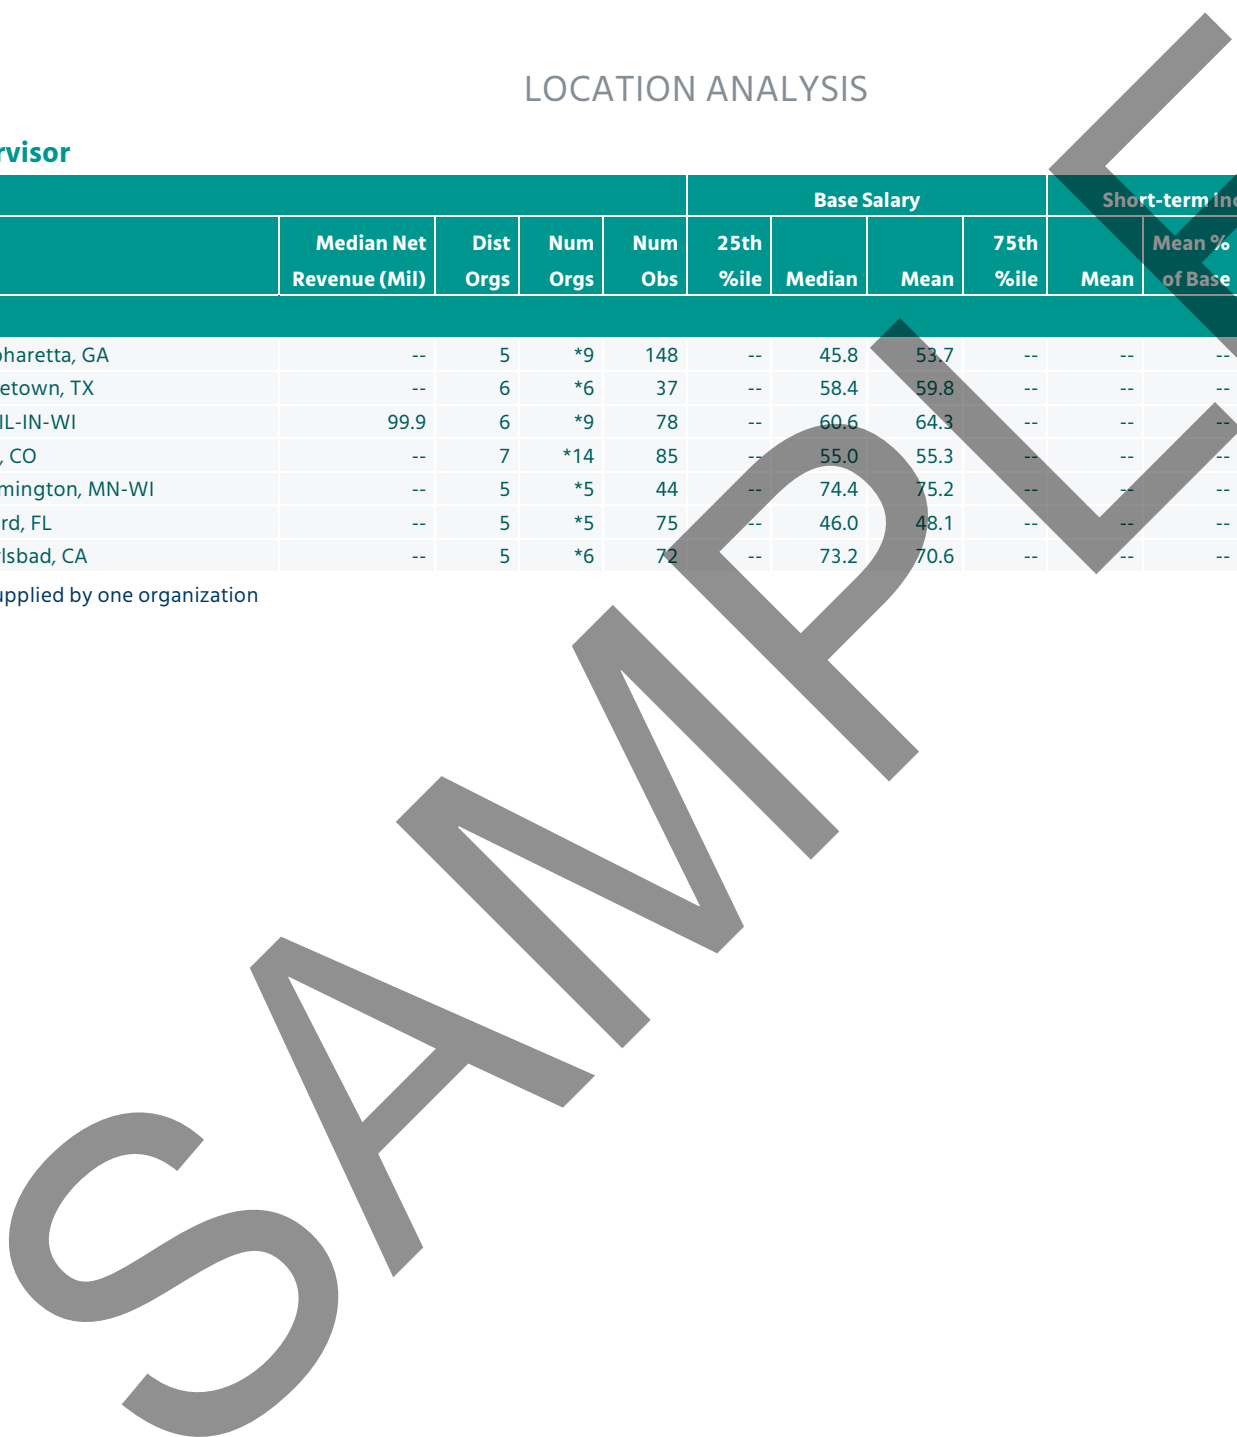 LOCATION ANALYSIS
rvisor
Base Salary Short-term Inc
Median Net Dist Num Num 25th 75th Mean %
Revenue (Mil) Orgs Orgs Obs %ile Median Mean %ile Mean of Base
pharetta, GA -- 5 *9 148 -- 45.8 53.7 -- -- --
etown, TX -- 6 *6 37 -- 58.4 59.8 -- -- --
IL-IN-WI 99.9 6 *9 78 -- 60.6 64.3 -- -- --
, CO -- 7 *14 85 -- 55.0 55.3 -- -- --
mington, MN-WI -- 5 *5 44 -- 74.4 75.2 -- -- --
rd, FL -- 5 *5 75 -- 46.0 48.1 -- -- --
lsbad, CA -- 5 *6 72 -- 73.2 70.6 -- -- --
upplied by one organization
SAMPLE